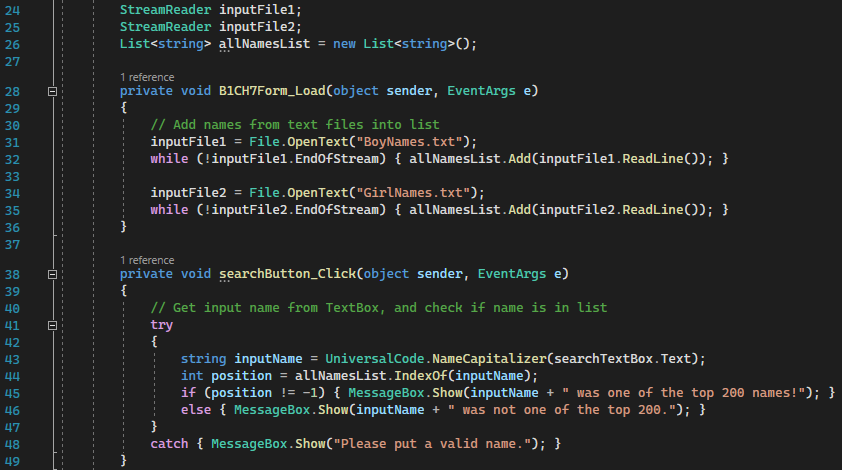 24 StreamReader inputFile1;
25 StreamReader inputFile2;
26 List<string> allNamesList = new List<string>();
27
1 reference
28 private void B1CH7Form_Load(object sender, EventArgs e)
29 {
30 // Add names from text files into list
31 inputFile1 = File.OpenText("BoyNames.txt");
32 while (!inputFile1.EndOfStream) { allNamesList.Add(inputFile1.ReadLine()); }
33
34 inputFile2 = File.OpenText("GirlNames.txt");
35 while (!inputFile2.EndOfStream) { allNamesList.Add(inputFile2.ReadLine()); }
36 }
37
1 reference
38 private void searchButton_Click(object sender, EventArgs e)
39 {
40 // Get input name from TextBox, and check if name is in list
41 try
42 {
43 string inputName = UniversalCode.NameCapitalizer(searchTextBox.Text);
44 int position = allNamesList.IndexOf(inputName);
45 if (position != -1) { MessageBox.Show(inputName + " was one of the top 200 names!"); }
46 else { MessageBox.Show(inputName + " was not one of the top 200."); }
47 }
48 catch { MessageBox.Show("Please put a valid name."); }
49 }